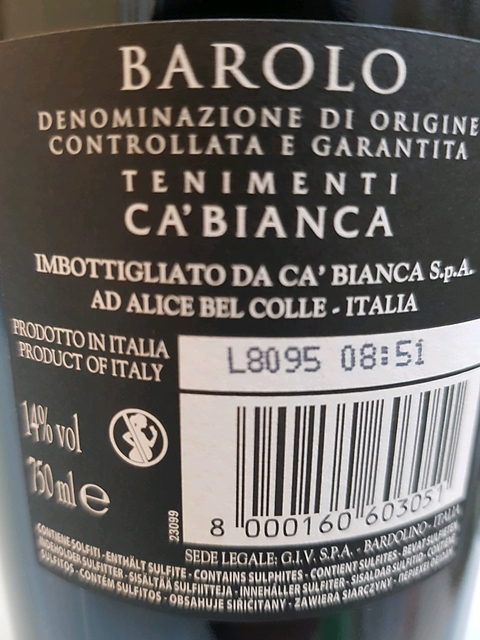 BAROLO
DENOMINAZIONE DI ORIGINE
CONTROLLATA E GARANTITA
TENIMENTI
CA'BIANCA
IMBOTTIGLIATO DA CA' BIANCA S.p.A.
AD ALICE BEL COLLE - ITALIA
PRODOTTO IN ITALIA
PRODUCT OF ITALY
L8095 08:51
14% vol
750 ml e
23099
8 000160 603051
SEDE LEGALE: G.I.V. S.P.A. - BARDOLINO - ITALIA
CONTIENE SOLFITI - ENTHÄLT SULFITE - CONTAINS SULPHITES - CONTIENT SULFITES - BEVAT SULFIETEN
INDEHOLDER SULFITTER - SISÄLTÄÄ SULFIITTEJA - INNEHÅLLER SULFITER - SISALDAB SULFITID - CONTIENE
SULFITOS - CONTÉM SULFITOS - OBSAHUJE SIŘIČITANY - ZAWIERA SIARCZYNY -